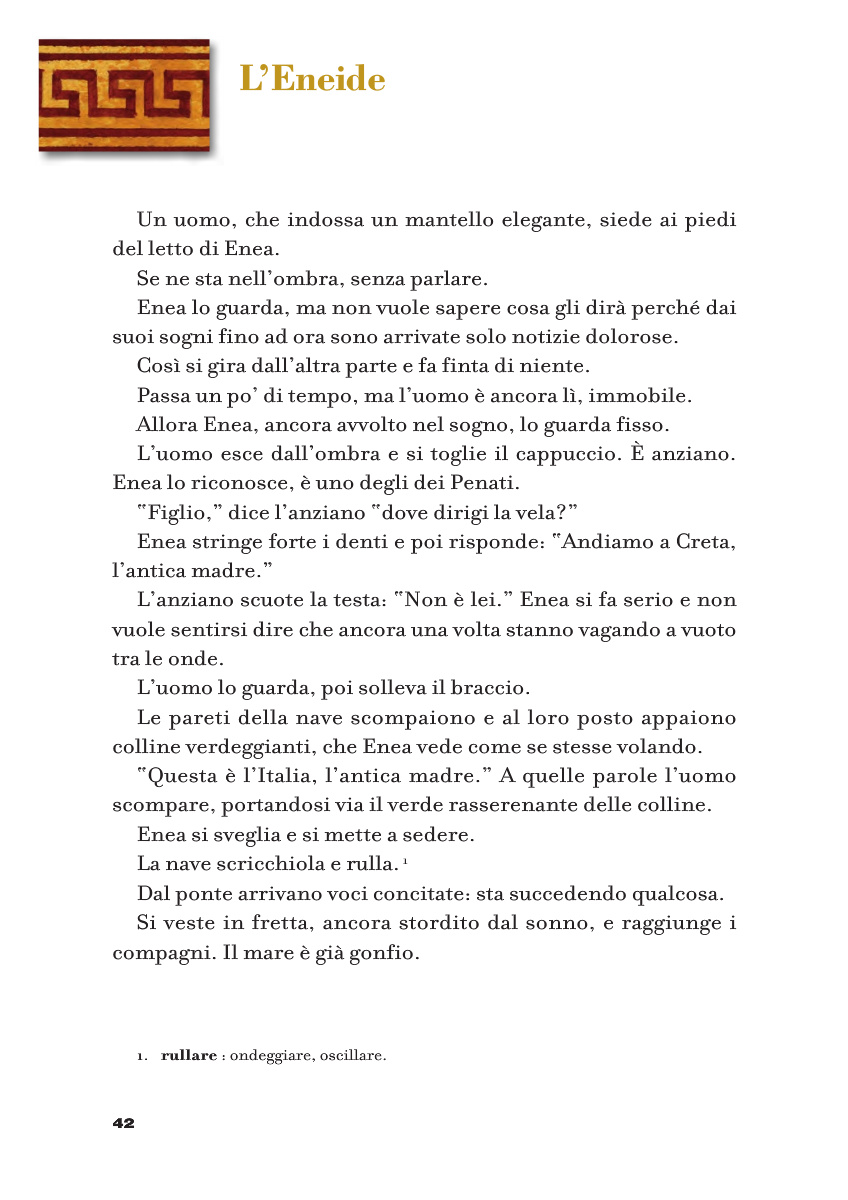 L’Eneide
Un uomo, che indossa un mantello elegante, siede ai piedi
del letto di Enea.
Se ne sta nell’ombra, senza parlare.
Enea lo guarda, ma non vuole sapere cosa gli dirà perché dai
suoi sogni fino ad ora sono arrivate solo notizie dolorose.
Così si gira dall’altra parte e fa finta di niente.
Passa un po’ di tempo, ma l’uomo è ancora lì, immobile.
Allora Enea, ancora avvolto nel sogno, lo guarda fisso.
L’uomo esce dall’ombra e si toglie il cappuccio. È anziano.
Enea lo riconosce, è uno degli dei Penati.
‟Figlio,” dice l’anziano ‟dove dirigi la vela?”
Enea stringe forte i denti e poi risponde: ‟Andiamo a Creta,
l’antica madre.”
L’anziano scuote la testa: ‟Non è lei.” Enea si fa serio e non
vuole sentirsi dire che ancora una volta stanno vagando a vuoto
tra le onde.
L’uomo lo guarda, poi solleva il braccio.
Le pareti della nave scompaiono e al loro posto appaiono
colline verdeggianti, che Enea vede come se stesse volando.
‟Questa è l’Italia, l’antica madre.” A quelle parole l’uomo
scompare, portandosi via il verde rasserenante delle colline.
Enea si sveglia e si mette a sedere.
La nave scricchiola e rulla. ¹
Dal ponte arrivano voci concitate: sta succedendo qualcosa.
Si veste in fretta, ancora stordito dal sonno, e raggiunge i
compagni. Il mare è già gonfio.
1. rullare : ondeggiare, oscillare.
42